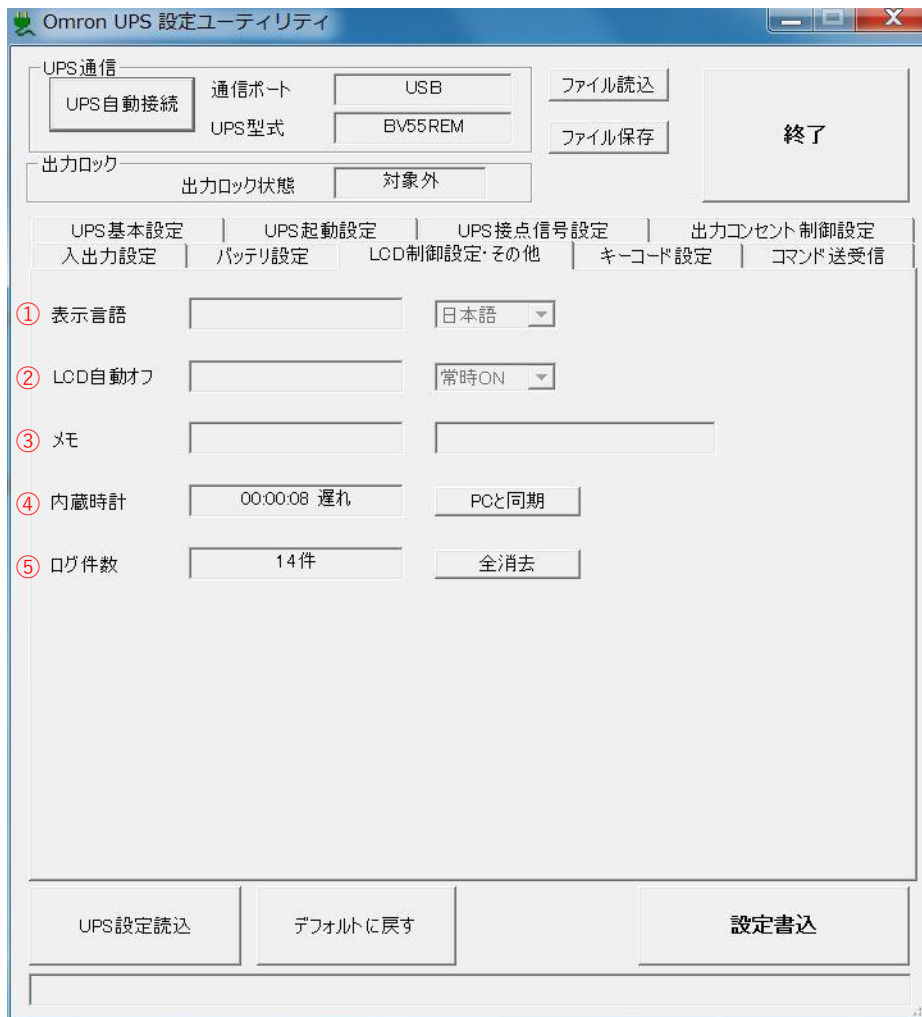 Omron UPS 設定ユーティリティ
UPS通信
UPS自動接続
通信ポート
USB
UPS型式
BV55REM
ファイル読込
ファイル保存
終了
出力ロック
出力ロック状態
対象外
UPS基本設定
UPS起動設定
UPS接点信号設定
出力コンセント制御設定
入出力設定
バッテリ設定
LCD制御設定・その他
キーコード設定
コマンド送受信
① 表示言語
日本語
② LCD自動オフ
常時ON
③ メモ
④ 内蔵時計
00:00:08 遅れ
PCと同期
⑤ ログ件数
14件
全消去
UPS設定読込
デフォルトに戻す
設定書込